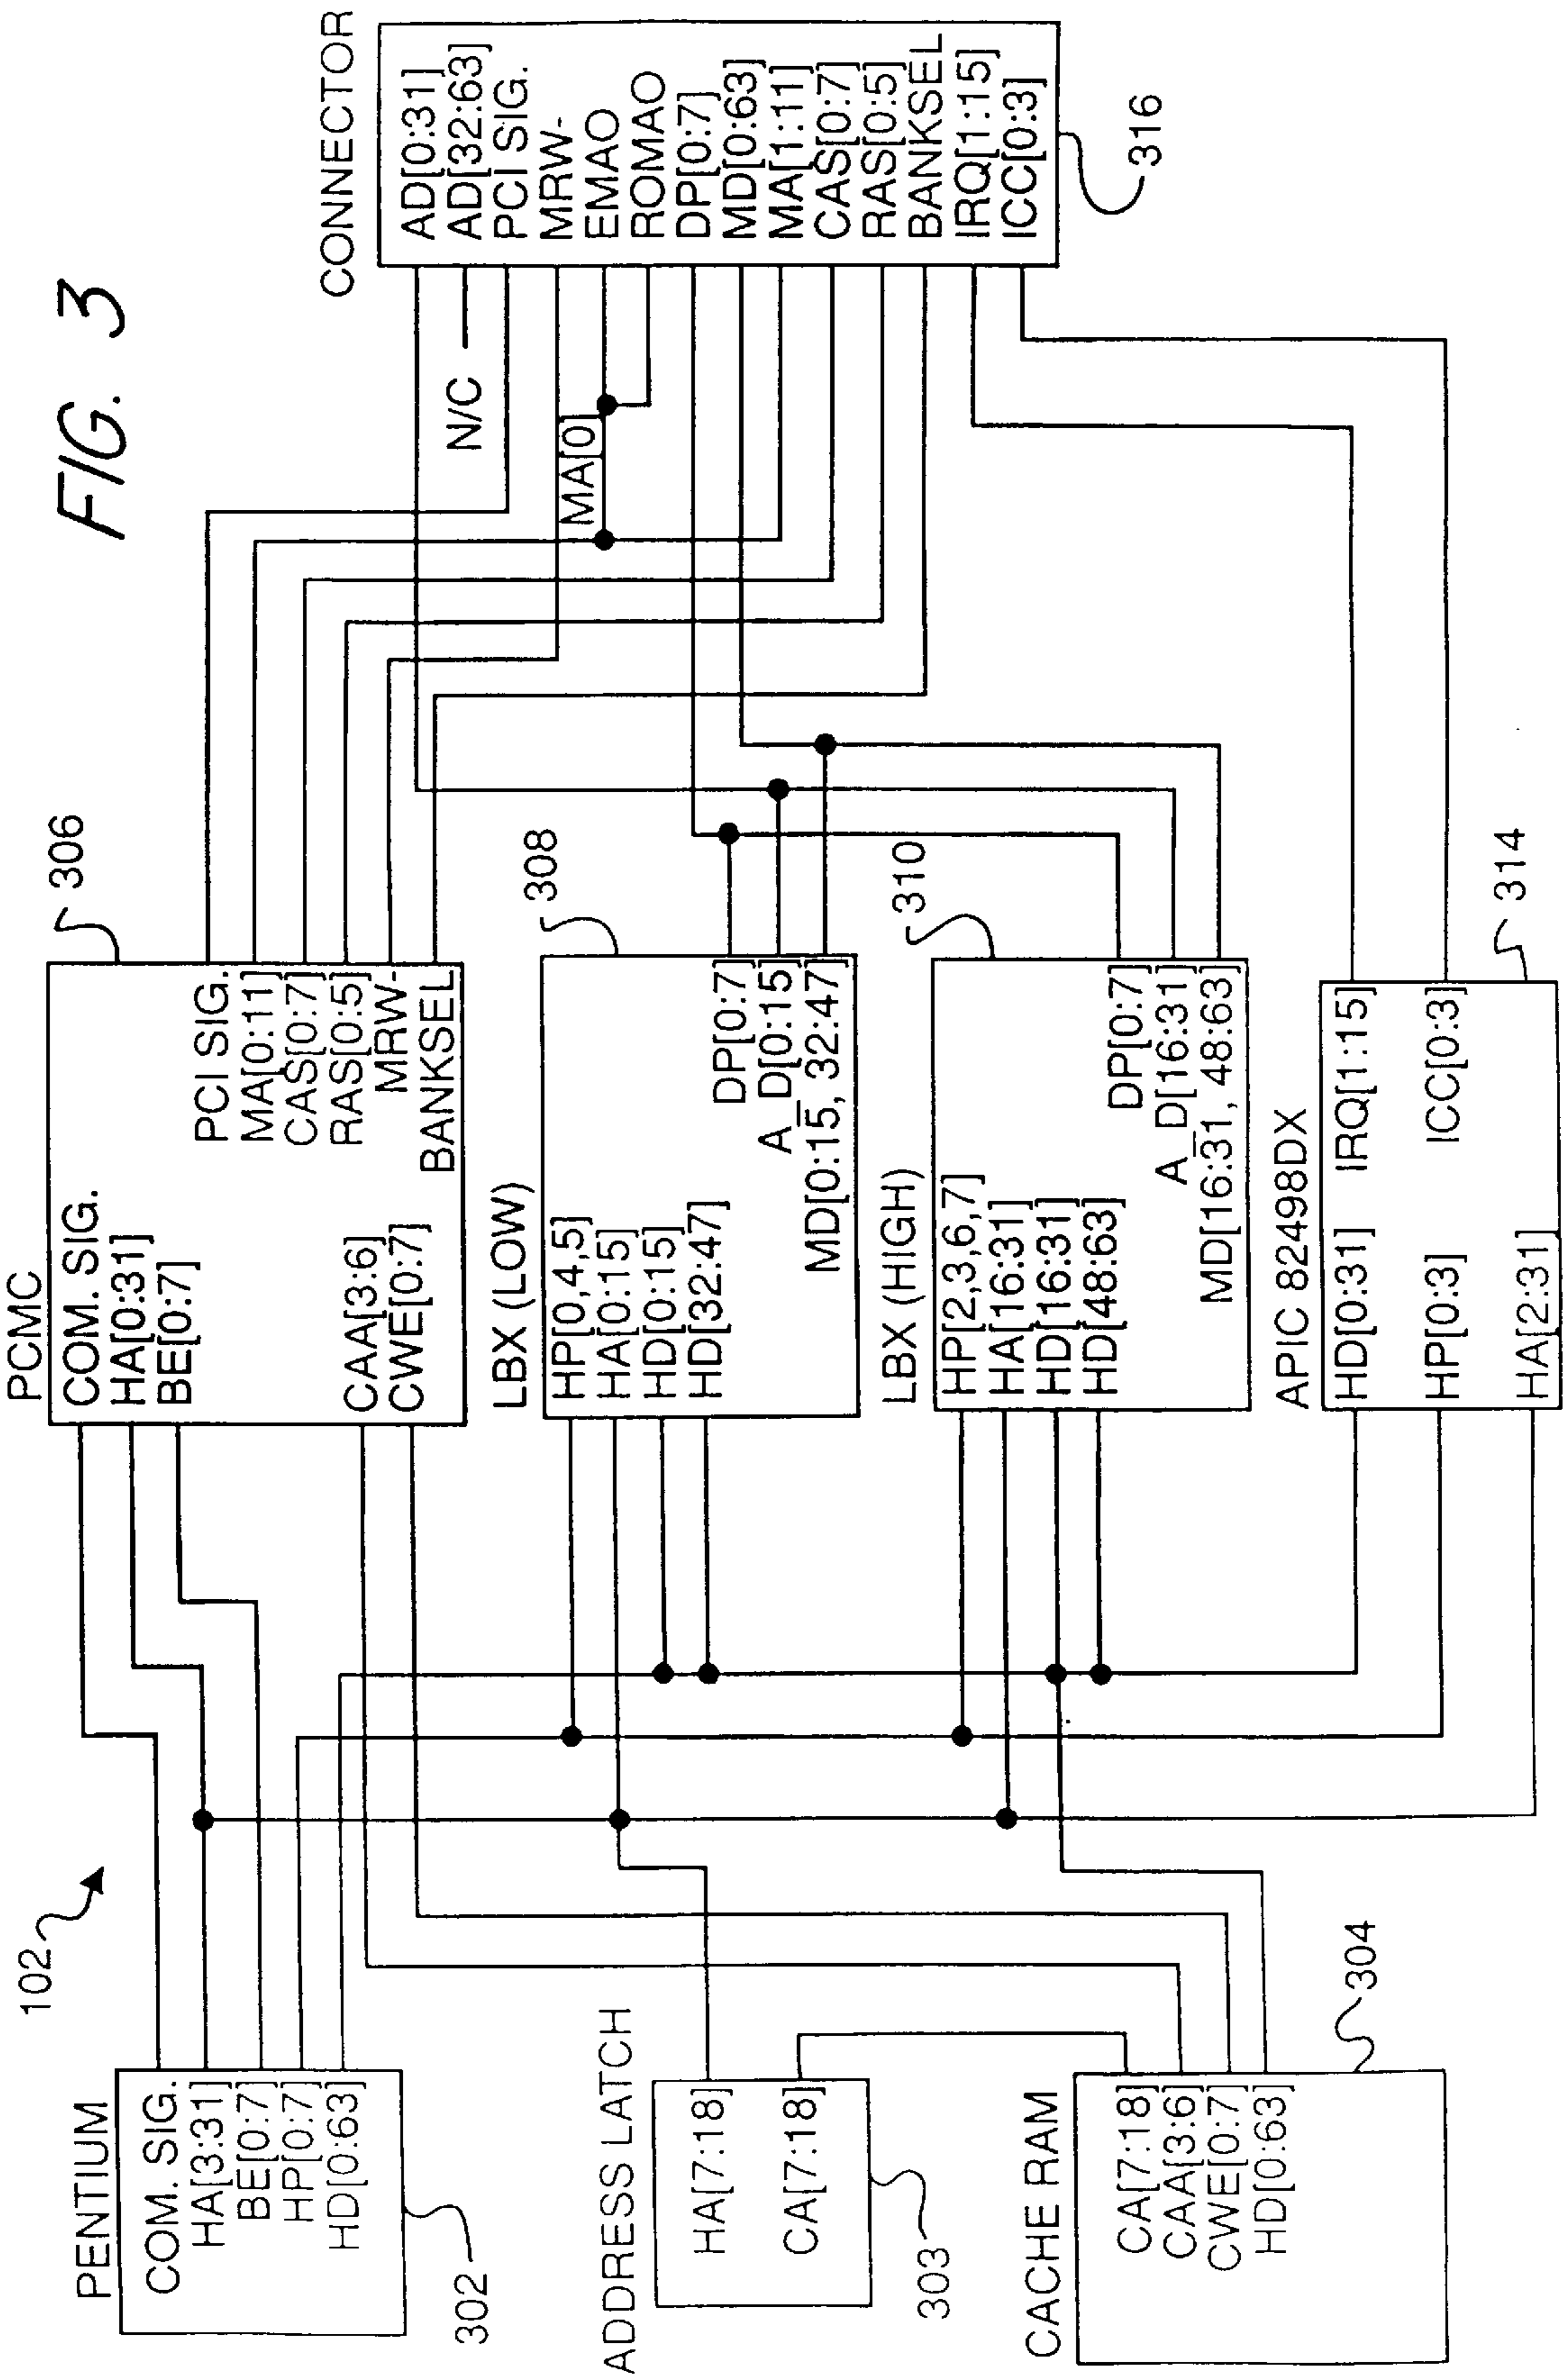 FIG. 3
102
PENTIUM
COM. SIG.
HA[3:31]
BE[0:7]
HP[0:7]
HD[0:63]
302
ADDRESS LATCH
HA[7:18]
CA[7:18]
303
CACHE RAM
CA[7:18]
CAA[3:6]
CWE[0:7]
HD[0:63]
304
PCMC
COM. SIG.
HA[0:31]
BE[0:7]
CAA[3:6]
CWE[0:7]
PCI SIG.
MA[0:11]
CAS[0:7]
RAS[0:5]
MRW-
BANKSEL
306
LBX (LOW)
HP[0,4,5]
HA[0:15]
HD[0:15]
HD[32:47]
DP[0:7]
A_D[0:15]
MD[0:15, 32:47]
308
LBX (HIGH)
HP[2,3,6,7]
HA[16:31]
HD[16:31]
HD[48:63]
DP[0:7]
A_D[16:31]
MD[16:31, 48:63]
310
APIC 82498DX
HD[0:31]
HP[0:3]
HA[2:31]
IRQ[1:15]
ICC[0:3]
314
N/C
MA[0]
CONNECTOR
AD[0:31]
AD[32:63]
PCI SIG.
MRW-
EMAO
ROMAO
DP[0:7]
MD[0:63]
MA[1:11]
CAS[0:7]
RAS[0:5]
BANKSEL
IRQ[1:15]
ICC[0:3]
316